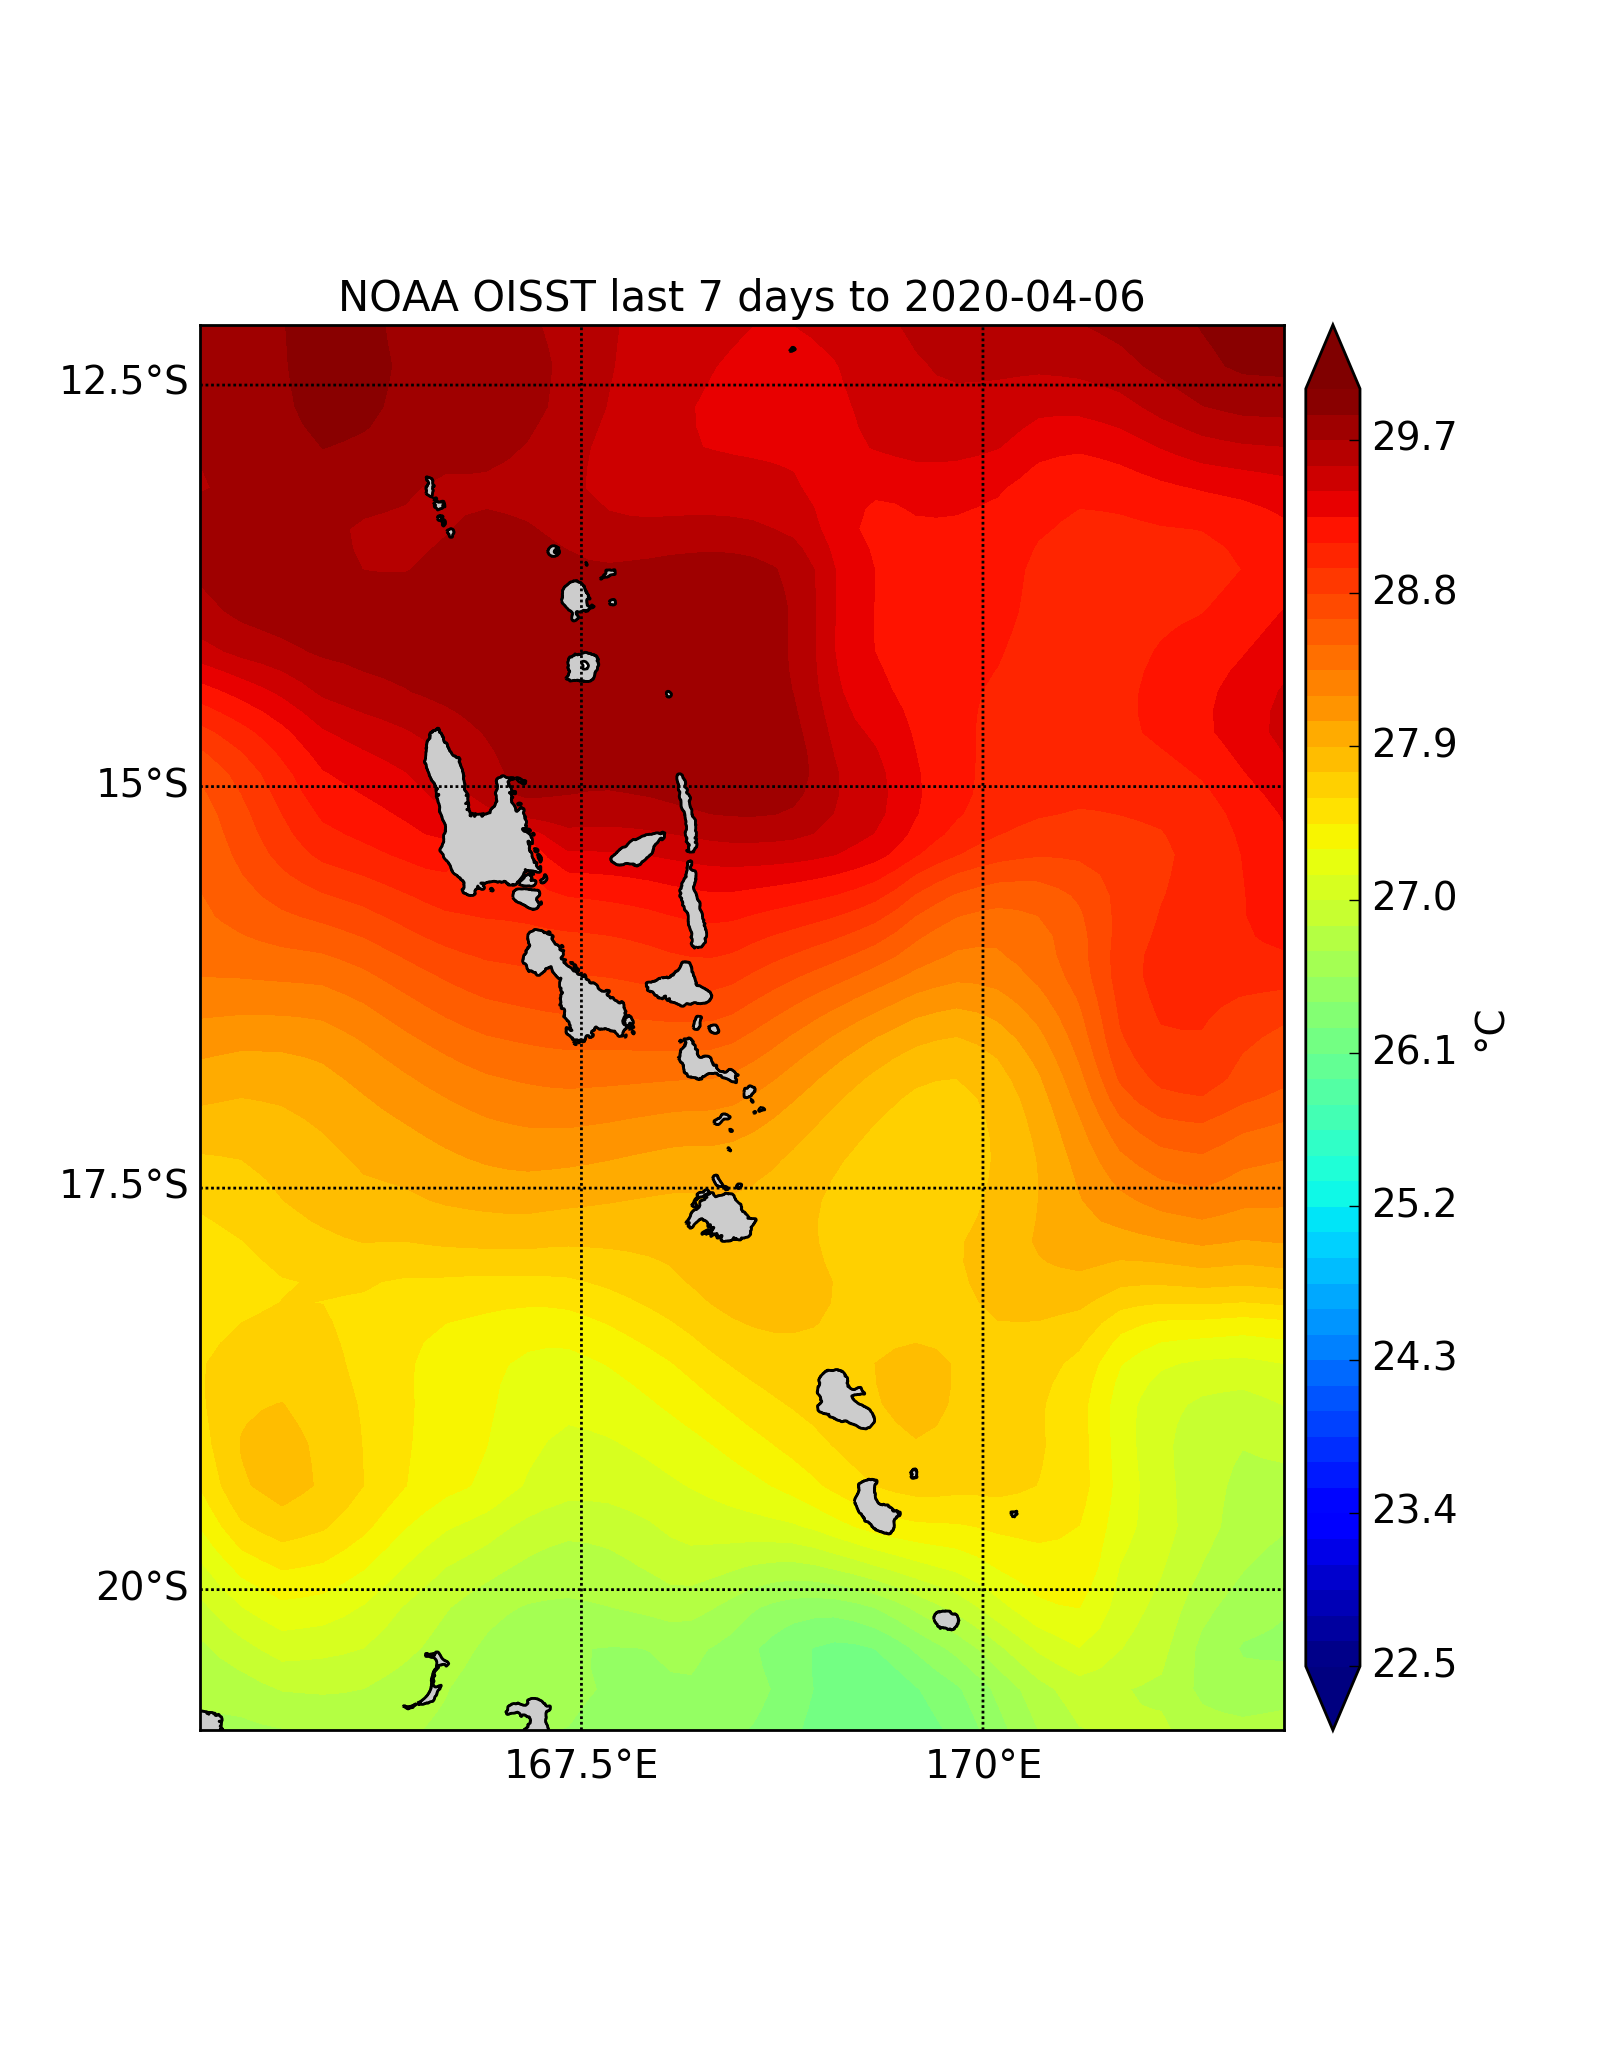 NOAA OISST last 7 days to 2020-04-06
12.5°S
15°S
17.5°S
20°S
167.5°E
170°E
29.7
28.8
27.9
27.0
26.1
25.2
24.3
23.4
22.5
°C